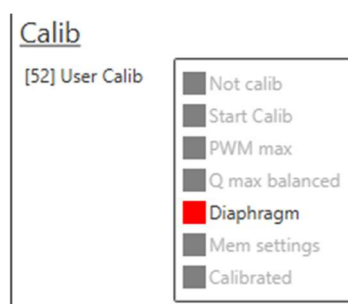 Calib
[52] User Calib
Not calib
Start Calib
PWM max
Q max balanced
Diaphragm
Mem settings
Calibrated